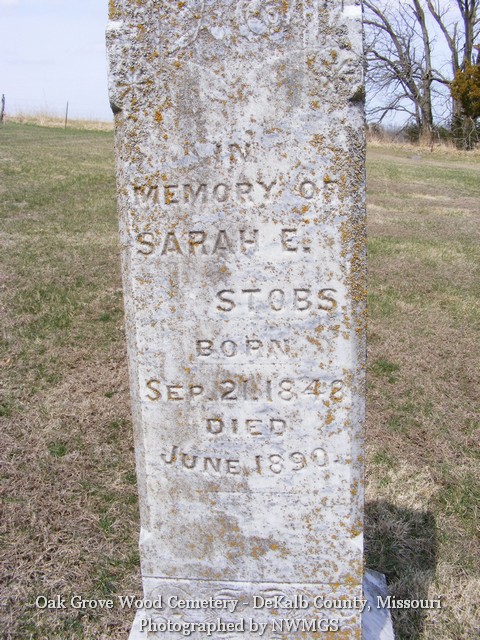 IN
MEMORY OF
SARAH E.
STOBS
BORN
SEP. 21. 1848
DIED
JUNE, 1890.
Oak Grove Wood Cemetery - DeKalb County, Missouri
Photographed by NWMGS